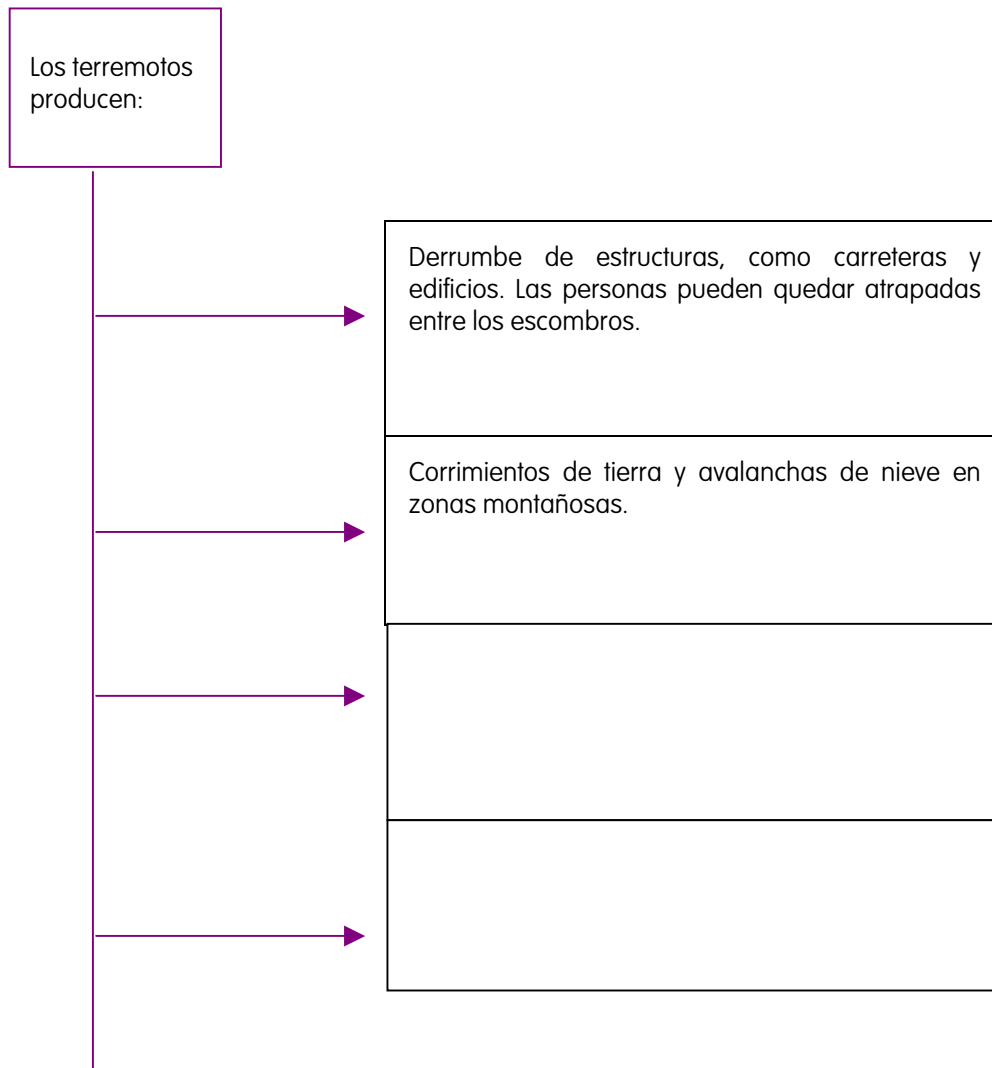 Los terremotos
producen:
Derrumbe de estructuras, como carreteras y
edificios. Las personas pueden quedar atrapadas
entre los escombros.
Corrimientos de tierra y avalanchas de nieve en
zonas montañosas.